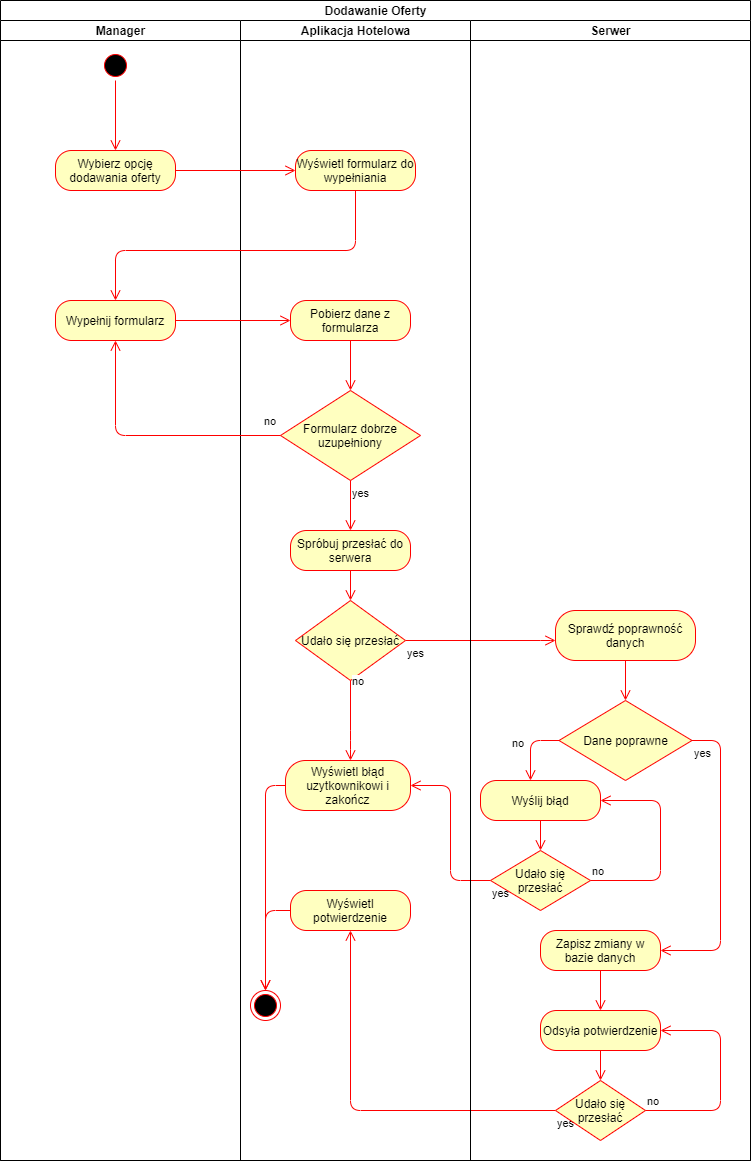 Dodawanie Oferty
Manager
Aplikacja Hotelowa
Serwer
Wybierz opcję
dodawania oferty
Wyświetl formularz do
wypełniania
Wypełnij formularz
Pobierz dane z
formularza
no
Formularz dobrze
uzupełniony
yes
Spróbuj przesłać do
serwera
Udało się przesłać
yes
no
Sprawdź poprawność
danych
Dane poprawne
no
yes
Wyświetl błąd
uzytkownikowi i
zakończ
Wyślij błąd
Udało się
przesłać
no
yes
Wyświetl
potwierdzenie
Zapisz zmiany w
bazie danych
Odsyła potwierdzenie
Udało się
przesłać
no
yes